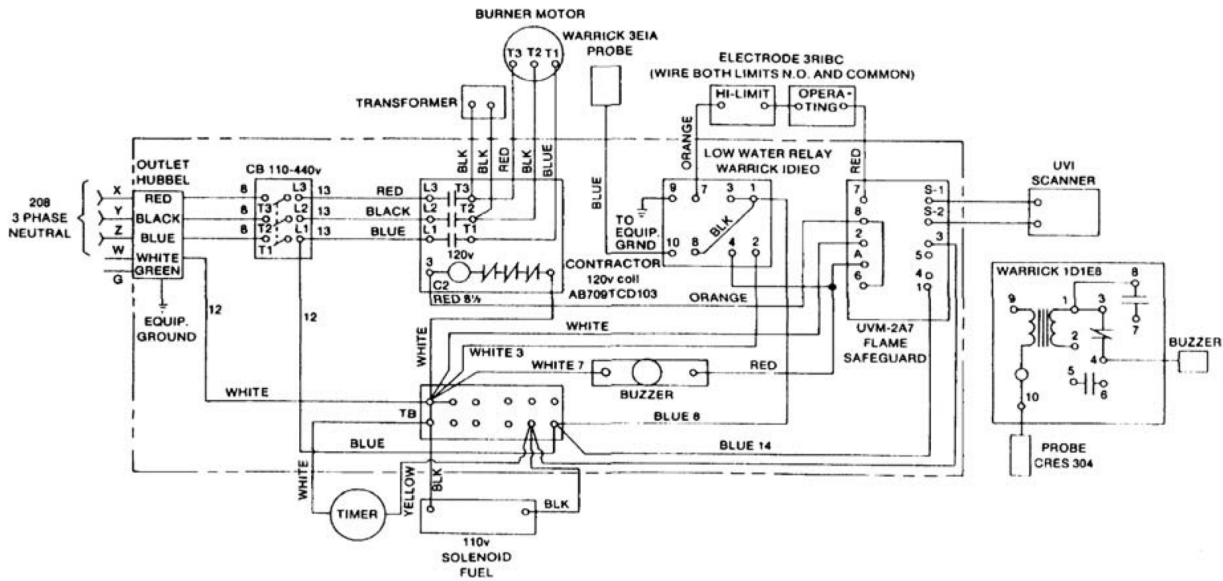 BURNER MOTOR
T3 T2 T1
WARRICK 3EIA
PROBE
ELECTRODE 3RIBC
(WIRE BOTH LIMITS N.O. AND COMMON)
HI-LIMIT
OPERA-
TING
TRANSFORMER
BLK
BLK
RED
BLK
BLUE
BLUE
ORANGE
RED
LOW WATER RELAY
WARRICK IDIEO
9 7 3 1
BLK
TO
EQUIP.
GRND
10 8 4 2
OUTLET
HUBBEL
208
3 PHASE
NEUTRAL
X
Y
Z
W
G
RED
BLACK
BLUE
WHITE
GREEN
EQUIP.
GROUND
CB 110-440v
8
8
8
L3
T3 L2
T2 L1
T1
13
13
13
RED
BLACK
BLUE
L3 T3
L2 T2
L1 T1
120v
3
C2
RED 8½
CONTRACTOR
120v coil
AB709TCD103
7
8
2
A
6
S-1
S-2
3
5
4
1
UVM-2A7
FLAME
SAFEGUARD
UVI
SCANNER
WARRICK 1D1E8
9
1
3
8
7
2
4
5
6
10
BUZZER
PROBE
CRES 304
ORANGE
WHITE
WHITE
WHITE 3
WHITE 7
BUZZER
RED
12
12
WHITE
TB
BLUE 8
BLUE
BLUE 14
WHITE
YELLOW
BLK
BLK
TIMER
110v
SOLENOID
FUEL